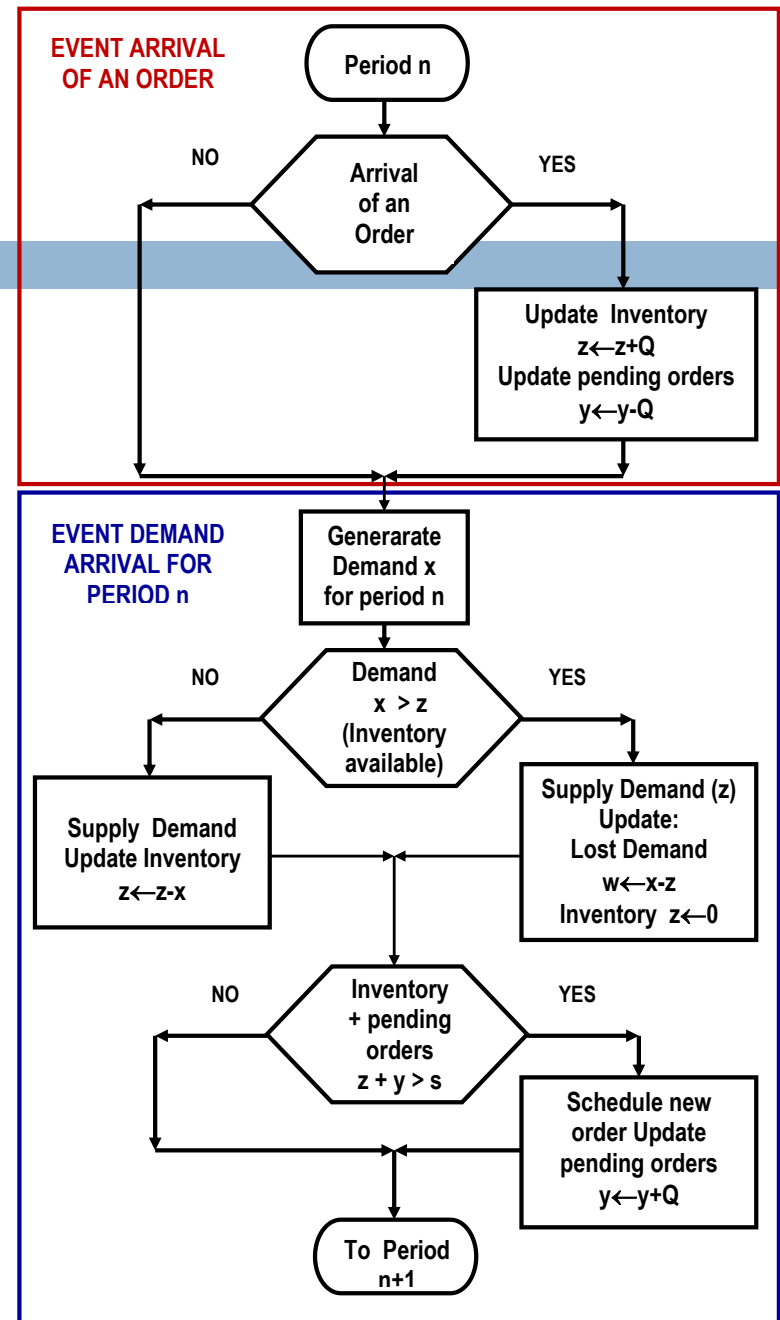 EVENT ARRIVAL
OF AN ORDER
Period n
NO
YES
Arrival
of an
Order
Update Inventory
z←z+Q
Update pending orders
y←y-Q
EVENT DEMAND
ARRIVAL FOR
PERIOD n
Generarate
Demand x
for period n
NO
YES
Demand
x > z
(Inventory
available)
Supply Demand
Update Inventory
z←z-x
Supply Demand (z)
Update:
Lost Demand
w←x-z
Inventory z←0
NO
YES
Inventory
+ pending
orders
z + y > s
Schedule new
order Update
pending orders
y←y+Q
To Period
n+1